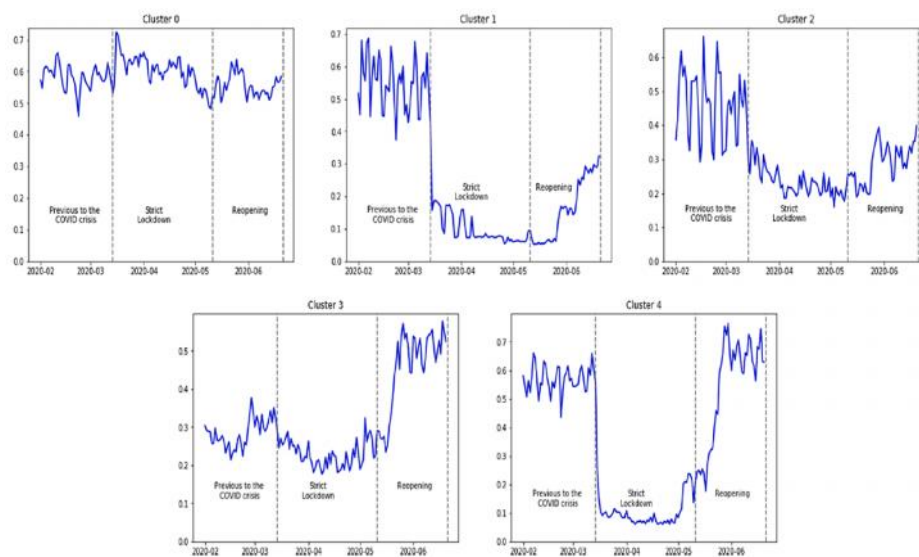 Cluster 0
0.7
0.6
0.5
0.4
0.3
0.2
0.1
0.0
Previous to the
COVID crisis
Strict
Lockdown
Reopening
2020-02 2020-03 2020-04 2020-05 2020-06
Cluster 1
0.7
0.6
0.5
0.4
0.3
0.2
0.1
0.0
Previous to the
COVID crisis
Strict
Lockdown
Reopening
2020-02 2020-03 2020-04 2020-05 2020-06
Cluster 2
0.7
0.6
0.5
0.4
0.3
0.2
0.1
0.0
Previous to the
COVID crisis
Strict
Lockdown
Reopening
2020-02 2020-03 2020-04 2020-05 2020-06
Cluster 3
0.5
0.4
0.3
0.2
0.1
0.0
Previous to the
COVID crisis
Strict
Lockdown
Reopening
2020-02 2020-03 2020-04 2020-05 2020-06
Cluster 4
0.7
0.6
0.5
0.4
0.3
0.2
0.1
0.0
Previous to the
COVID crisis
Strict
Lockdown
Reopening
2020-02 2020-03 2020-04 2020-05 2020-06